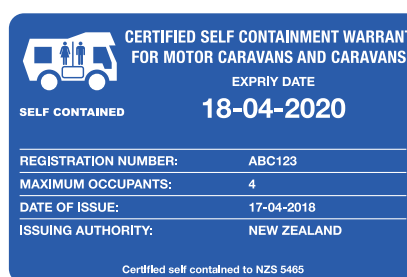 CERTIFIED SELF CONTAINMENT WARRANT
FOR MOTOR CARAVANS AND CARAVANS
EXPRIY DATE
18-04-2020
SELF CONTAINED
REGISTRATION NUMBER: ABC123
MAXIMUM OCCUPANTS: 4
DATE OF ISSUE: 17-04-2018
ISSUING AUTHORITY: NEW ZEALAND
Certified self contained to NZS 5465